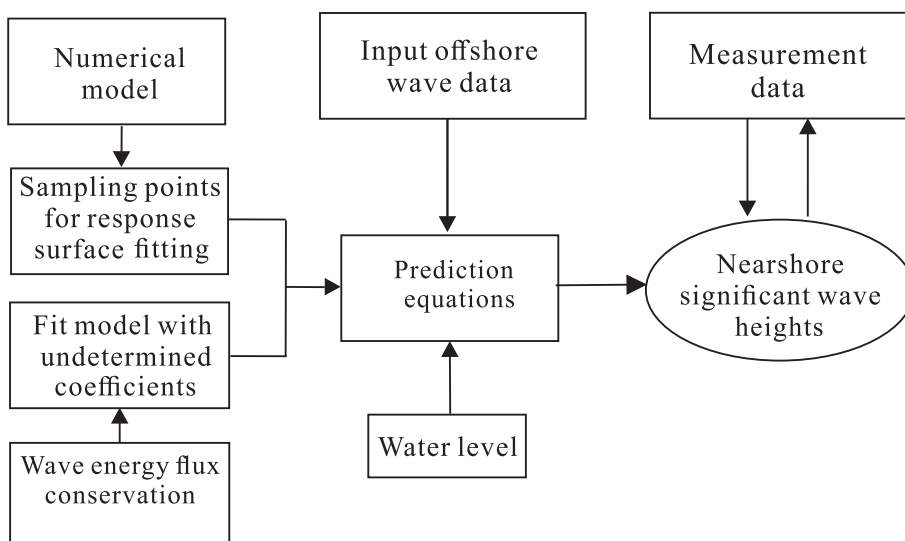 Numerical
model
Input offshore
wave data
Measurement
data
Sampling points
for response
surface fitting
Prediction
equations
Nearshore
significant wave
heights
Fit model with
undetermined
coefficients
Water level
Wave energy flux
conservation